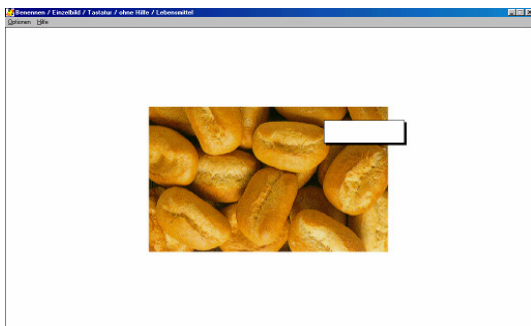 Benennen / Einzelbild / Tastatur / ohne Hilfe / Lebensmittel
Optionen Hilfe